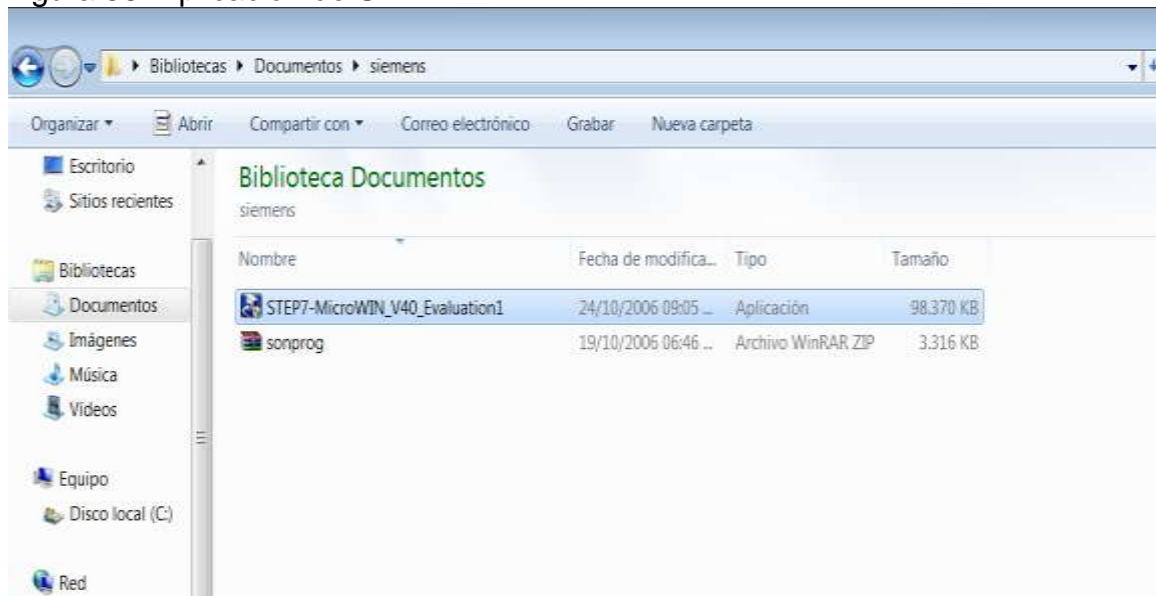 Bibliotecas Documentos siemens
Organizar Abrir Compartir con Correo electrónico Grabar Nueva carpeta
Escritorio
Sitios recientes
Bibliotecas
Documentos
Imágenes
Música
Vídeos
Equipo
Disco local (C:)
Red
Biblioteca Documentos
siemens
Nombre Fecha de modifica... Tipo Tamaño
STEP7-MicroWIN_V40_Evaluation1 24/10/2006 09:05 ... Aplicación 98.370 KB
sonprog 19/10/2006 06:46 ... Archivo WinRAR ZIP 3.316 KB